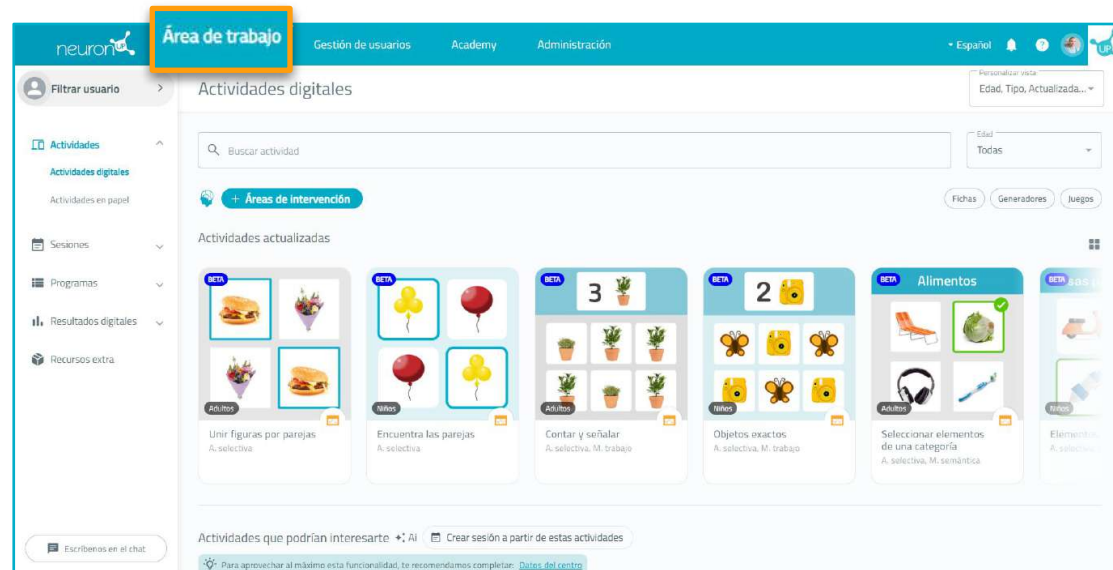 neuronUP
Área de trabajo
Gestión de usuarios
Academy
Administración
Español
UP
Filtrar usuario
Actividades digitales
Personalizar vista
Edad, Tipo, Actualizada...
Actividades
Actividades digitales
Actividades en papel
Sesiones
Programas
Resultados digitales
Recursos extra
Escríbenos en el chat
Buscar actividad
Edad
Todas
+ Áreas de intervención
Fichas
Generadores
Juegos
Actividades actualizadas
BETA
Adultos
Unir figuras por parejas
A. selectiva
BETA
Niños
Encuentra las parejas
A. selectiva
BETA
3
Adultos
Contar y señalar
A. selectiva, M. trabajo
BETA
2
Niños
Objetos exactos
A. selectiva, M. trabajo
BETA
Alimentos
Adultos
Seleccionar elementos
de una categoría
A. selectiva, M. semántica
BETA
Niños
Actividades que podrían interesarte Ai
Crear sesión a partir de estas actividades
Para aprovechar al máximo esta funcionalidad, te recomendamos completar: Datos del centro